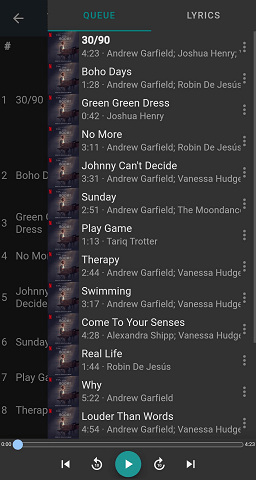 QUEUE LYRICS
#
30/90
4:23 · Andrew Garfield; Joshua Henry;
Boho Days
1:28 · Andrew Garfield; Robin De Jesús
1 30/90
Green Green Dress
0:42 · Joshua Henry
No More
3:11 · Andrew Garfield; Robin De Jesús
2 Boho D
Johnny Can't Decide
3:31 · Andrew Garfield; Vanessa Hudge
Sunday
2:51 · Andrew Garfield; The Moondanc
3 Green
Dress
Play Game
1:13 · Tariq Trotter
4 No Mo
Therapy
2:44 · Andrew Garfield; Vanessa Hudge
5 Johnny
Decide
Swimming
3:17 · Andrew Garfield; Vanessa Hudge
Come To Your Senses
4:28 · Alexandra Shipp; Vanessa Hudge
6 Sunday
Real Life
1:44 · Robin De Jesús
7 Play Ga
Why
5:22 · Andrew Garfield
8 Therap
Louder Than Words
4:54 · Andrew Garfield; Vanessa Hudge
0:00 4:23